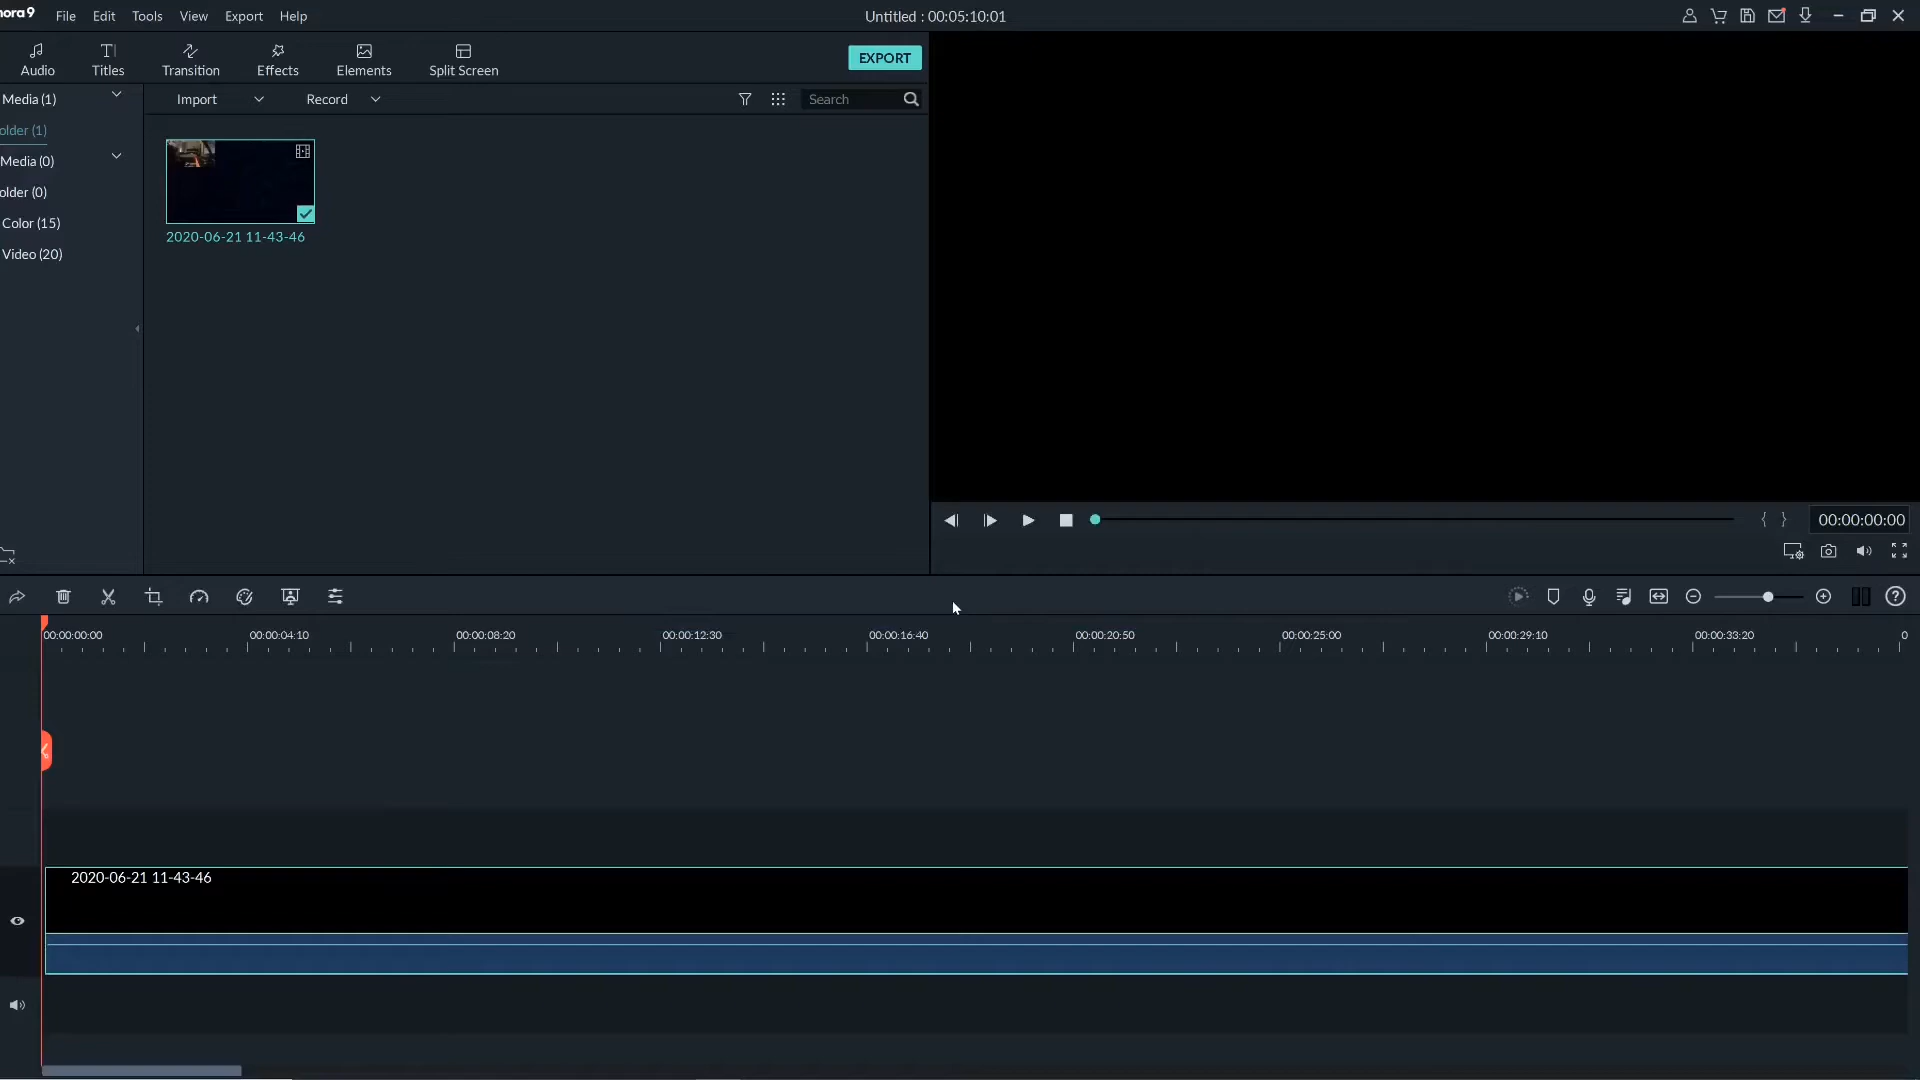 nora9 File Edit Tools View Export Help Untitled : 00:05:10:01
Audio Titles Transition Effects Elements Split Screen EXPORT
Media (1) Import Record Search
older (1)
Media (0)
older (0)
Color (15)
Video (20)
2020-06-21 11-43-46
{ } 00:00:00:00
00:00:00:00 00:00:04:10 00:00:08:20 00:00:12:30 00:00:16:40 00:00:20:50 00:00:25:00 00:00:29:10 00:00:33:20 0
2020-06-21 11-43-46